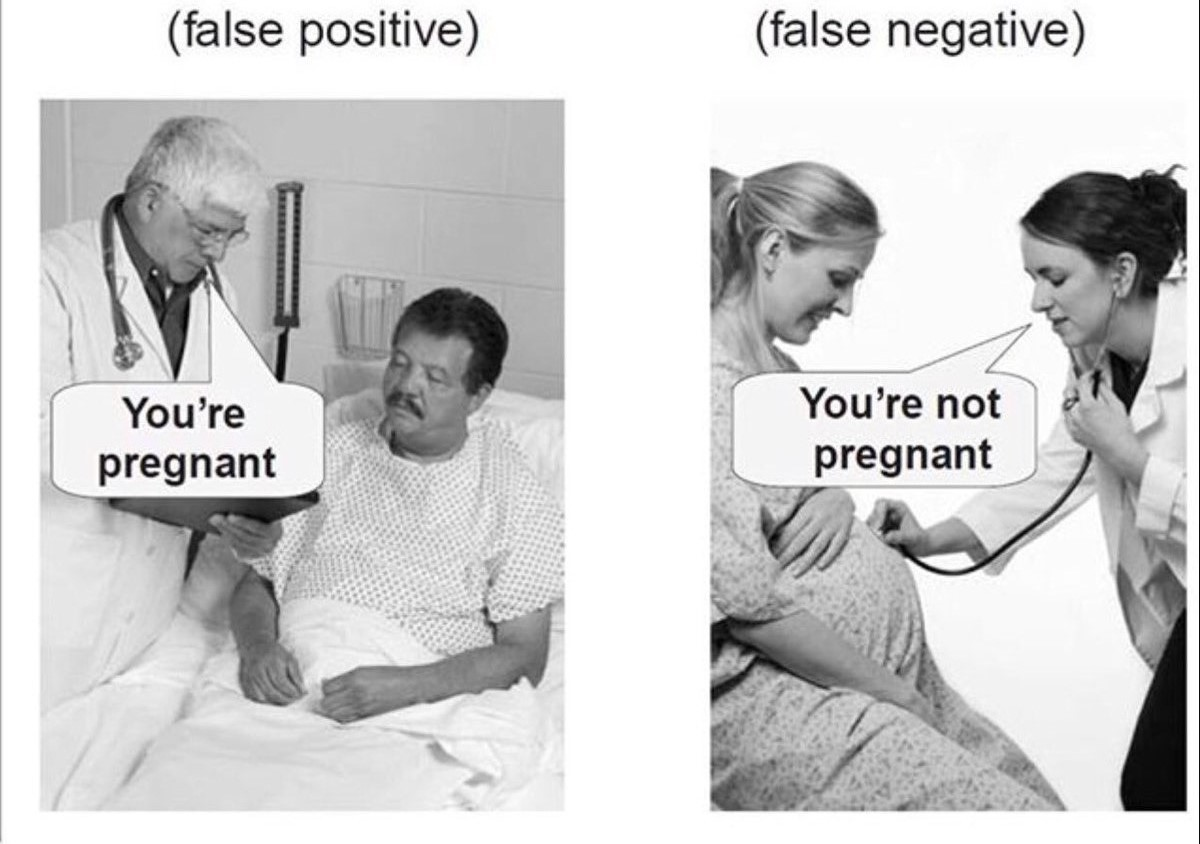 (false positive)
(false negative)
You’re
pregnant
You’re not
pregnant